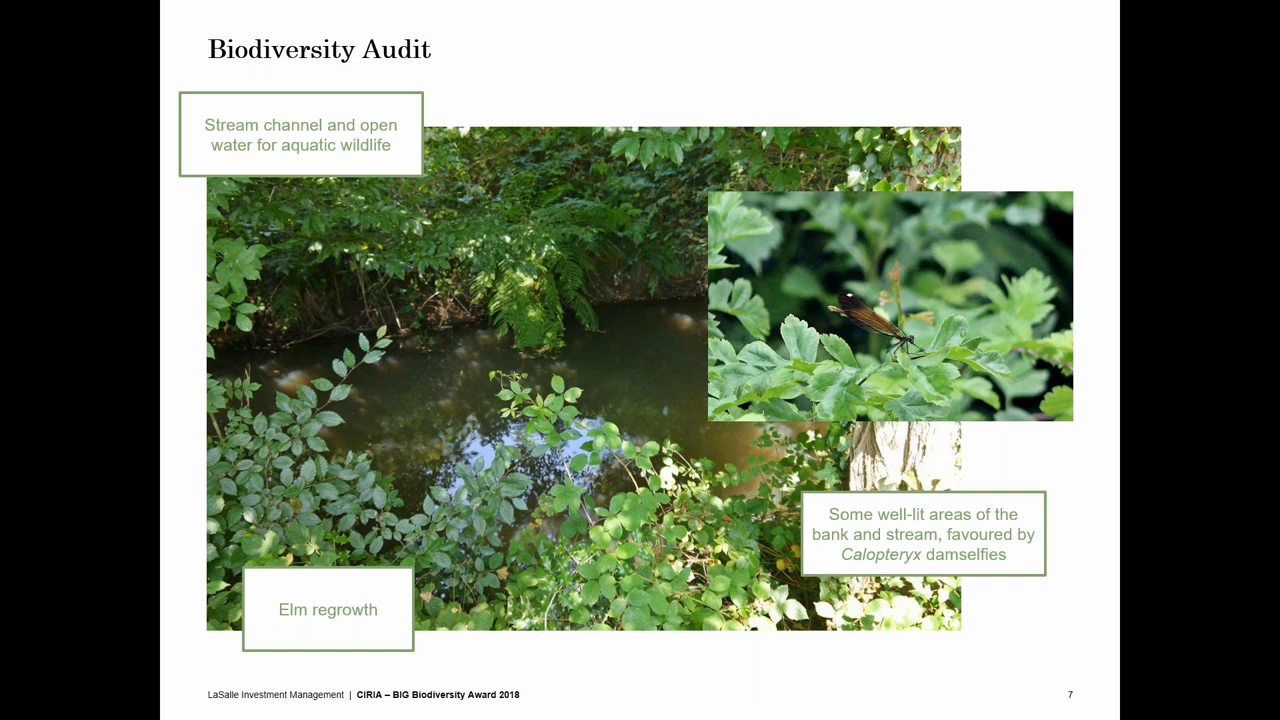 Biodiversity Audit
Stream channel and open
water for aquatic wildlife
Some well-lit areas of the
bank and stream, favoured by
Calopteryx damselfies
Elm regrowth
LaSalle Investment Management | CIRIA – BIG Biodiversity Award 2018
7